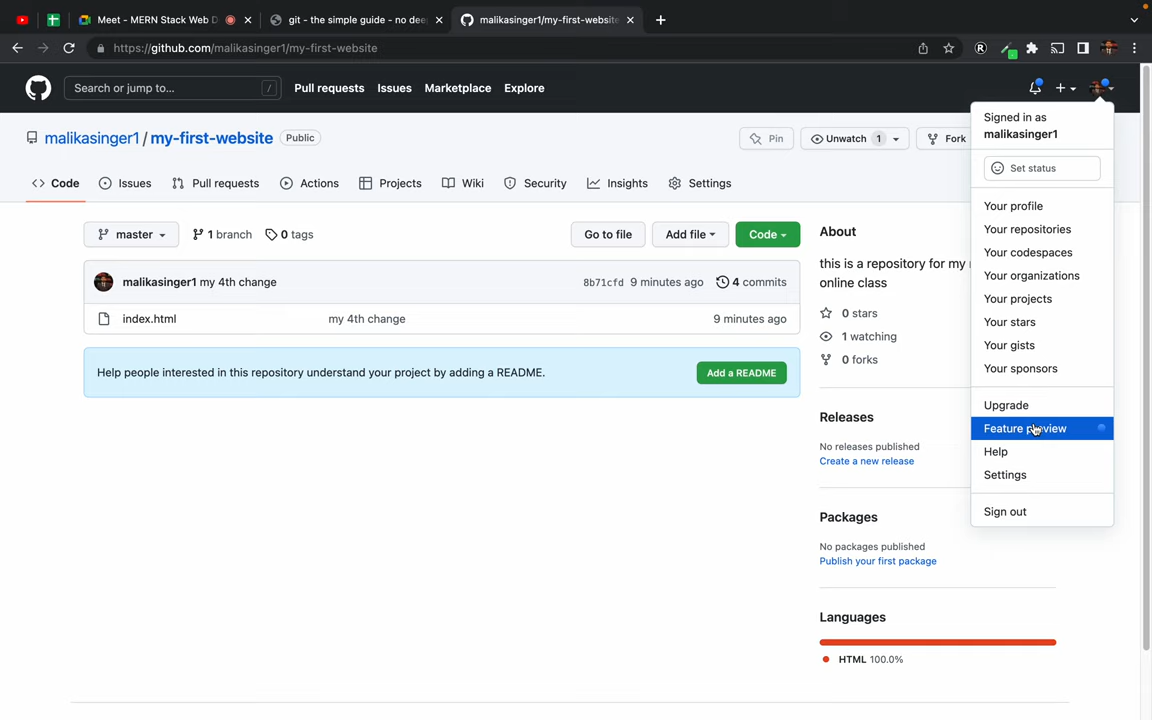 Meet - MERN Stack Web D
git - the simple guide - no dee
malikasinger1/my-first-website
https://github.com/malikasinger1/my-first-website
R
Search or jump to...
/
Pull requests
Issues
Marketplace
Explore
Signed in as
malikasinger1
Set status
Your profile
Your repositories
Your codespaces
Your organizations
Your projects
Your stars
Your gists
Your sponsors
Upgrade
Feature preview
Help
Settings
Sign out
malikasinger1 / my-first-website
Public
Pin
Unwatch 1
Fork
Code
Issues
Pull requests
Actions
Projects
Wiki
Security
Insights
Settings
master
1 branch
0 tags
Go to file
Add file
Code
malikasinger1 my 4th change
8b71cfd 9 minutes ago
4 commits
index.html
my 4th change
9 minutes ago
Help people interested in this repository understand your project by adding a README.
Add a README
About
this is a repository for my
online class
0 stars
1 watching
0 forks
Releases
No releases published
Create a new release
Packages
No packages published
Publish your first package
Languages
HTML 100.0%